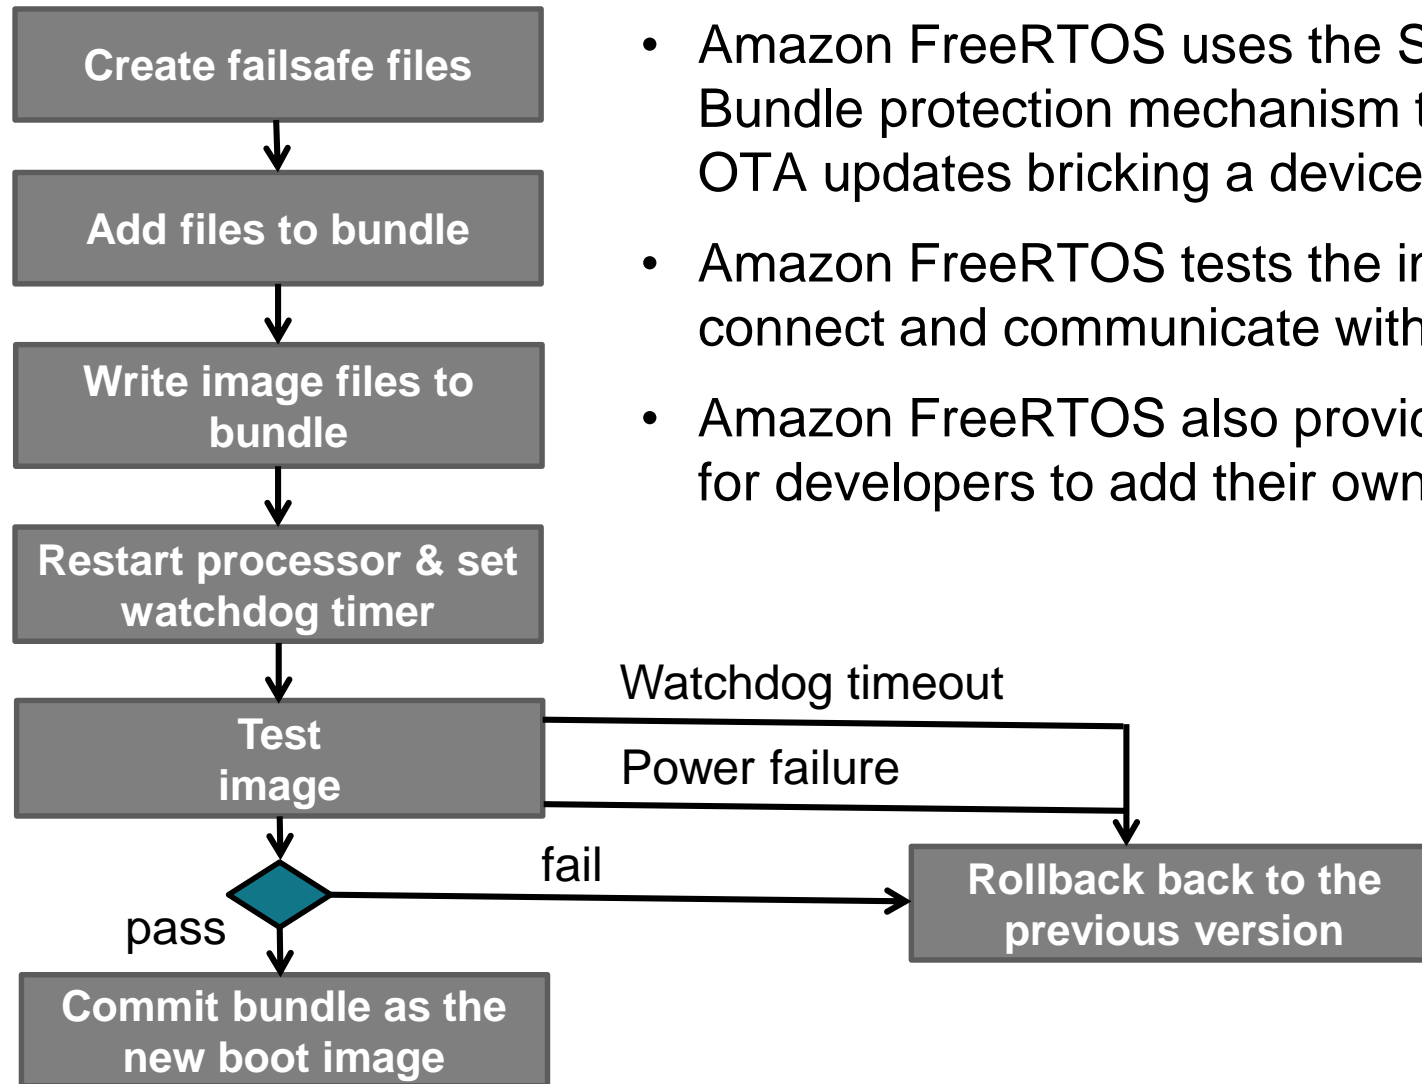 Create failsafe files
Add files to bundle
Write image files to
bundle
Restart processor & set
watchdog timer
Test
image
Watchdog timeout
Power failure
fail
pass
Rollback back to the
previous version
Commit bundle as the
new boot image
• Amazon FreeRTOS uses the
Bundle protection mechanism
OTA updates bricking a device
• Amazon FreeRTOS tests the
connect and communicate with
• Amazon FreeRTOS also
for developers to add their own